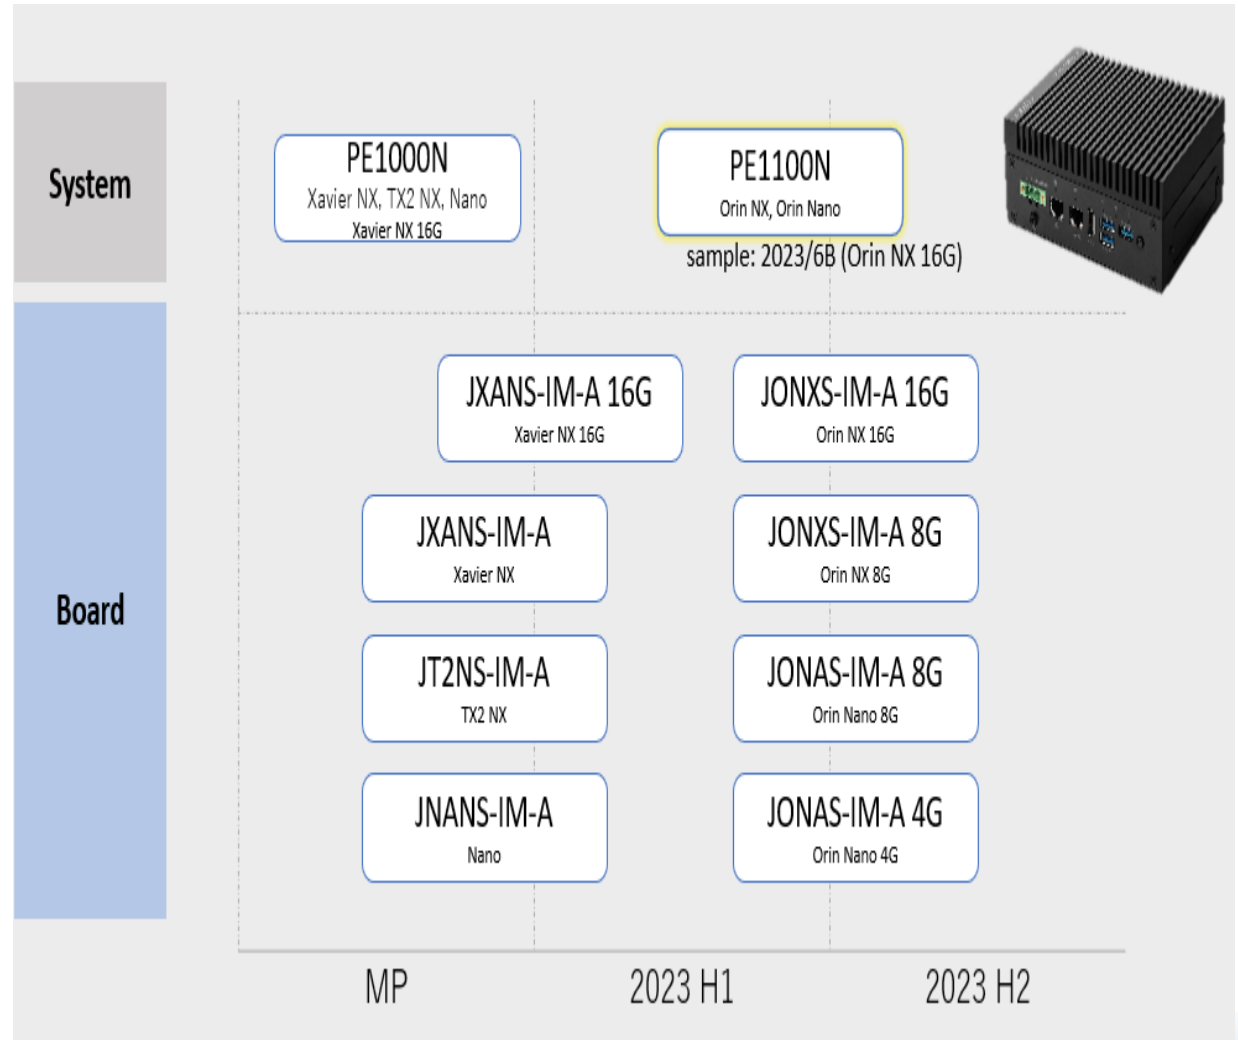 System
PE1000N
Xavier NX, TX2 NX, Nano
Xavier NX 16G
PE1100N
Orin NX, Orin Nano
sample: 2023/6B (Orin NX 16G)
Board
JXANS-IM-A 16G
Xavier NX 16G
JONXS-IM-A 16G
Orin NX 16G
JXANS-IM-A
Xavier NX
JONXS-IM-A 8G
Orin NX 8G
JT2NS-IM-A
TX2 NX
JONAS-IM-A 8G
Orin Nano 8G
JNANS-IM-A
Nano
JONAS-IM-A 4G
Orin Nano 4G
MP
2023 H1
2023 H2